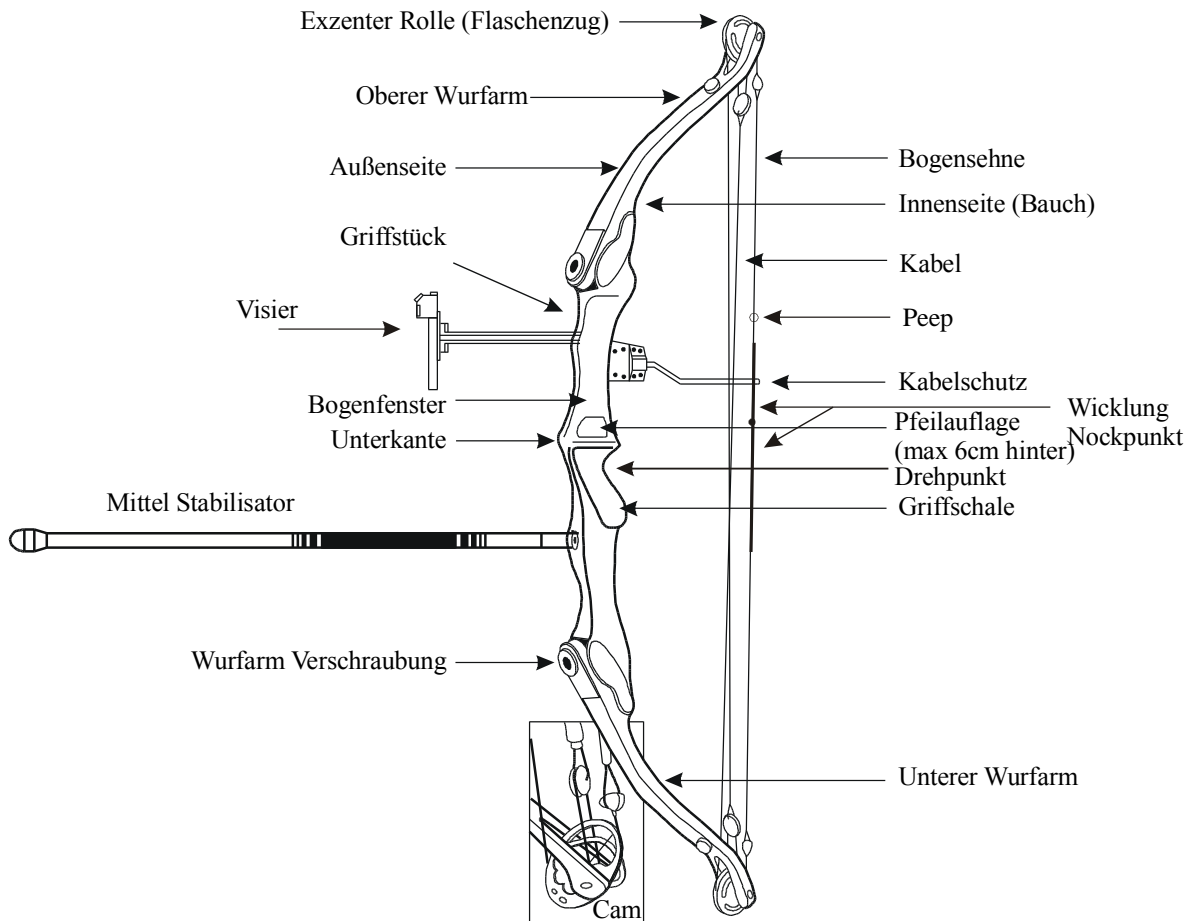 Exzenter Rolle (Flaschenzug)
Oberer Wurfarm
Außenseite
Griffstück
Visier
Bogenfenster
Unterkante
Mittel Stabilisator
Wurfarm Verschraubung
Cam
Bogensehne
Innenseite (Bauch)
Kabel
Peep
Kabelschutz
Wicklung
Nockpunkt
Pfeilauflage
(max 6cm hinter)
Drehpunkt
Griffschale
Unterer Wurfarm